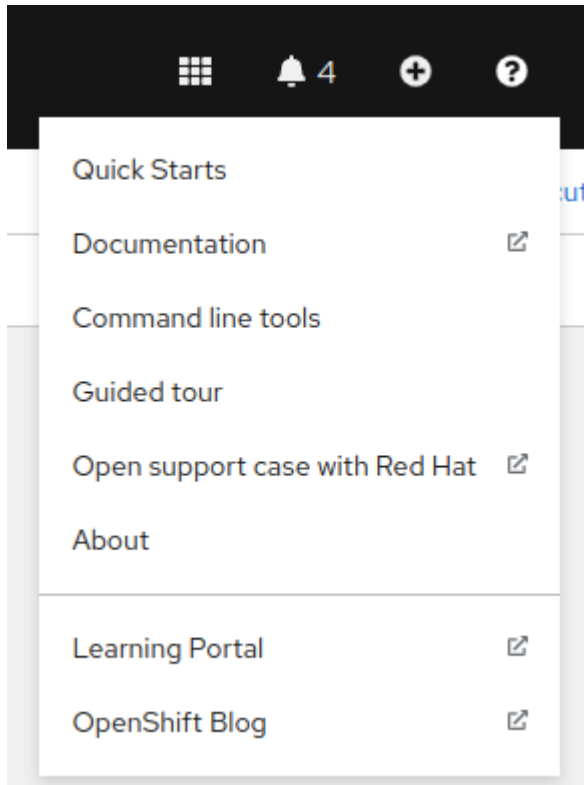 4
Quick Starts
Documentation
Command line tools
Guided tour
Open support case with Red Hat
About
Learning Portal
OpenShift Blog